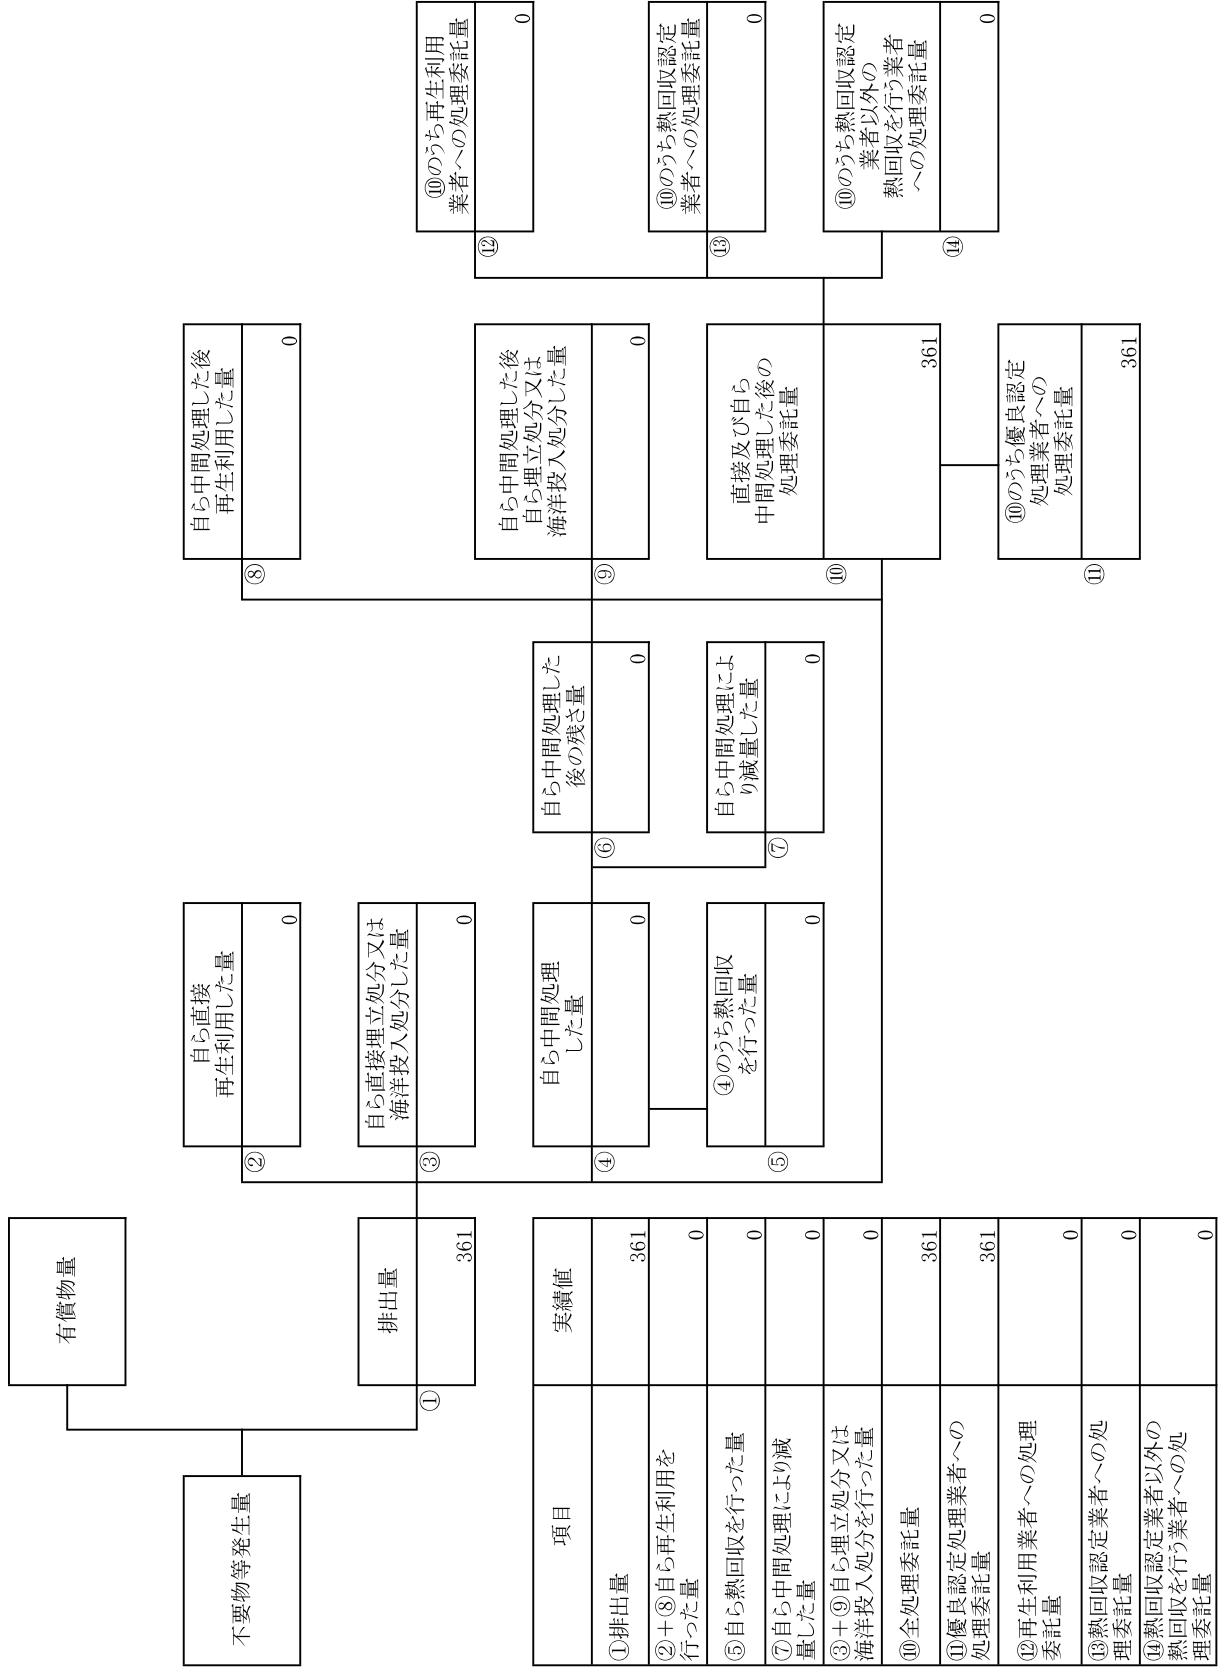 不要物等発生量
有償物量
①
排出量
361
②
自ら直接
再生利用した量
0
③
自ら直接埋立処分又は
海洋投入処分した量
0
④
自ら中間処理
した量
0
⑤
④のうち熱回収
を行った量
0
⑥
自ら中間処理した
後の残さ量
0
⑦
自ら中間処理によ
り減量した量
0
⑧
自ら中間処理した後
再生利用した量
0
⑨
自ら中間処理した後
自ら埋立処分又は
海洋投入処分した量
0
⑩
直接及び自ら
中間処理した後の
処理委託量
361
⑪
⑩のうち優良認定
処理業者への
処理委託量
361
⑫
⑩のうち再生利用
業者への処理委託量
0
⑬
⑩のうち熱回収認定
業者への処理委託量
0
⑭
⑩のうち熱回収認定
業者以外の
熱回収を行う業者
への処理委託量
0
項目
実績値
①排出量
361
②＋⑧自ら再生利用を
行った量
0
⑤自ら熱回収を行った量
0
⑦自ら中間処理により減
量した量
0
③＋⑨自ら埋立処分又は
海洋投入処分を行った量
0
⑩全処理委託量
361
⑪優良認定処理業者への
処理委託量
361
⑫再生利用業者への処理
委託量
0
⑬熱回収認定業者への処
理委託量
0
⑭熱回収認定業者以外の
熱回収を行う業者への処
理委託量
0